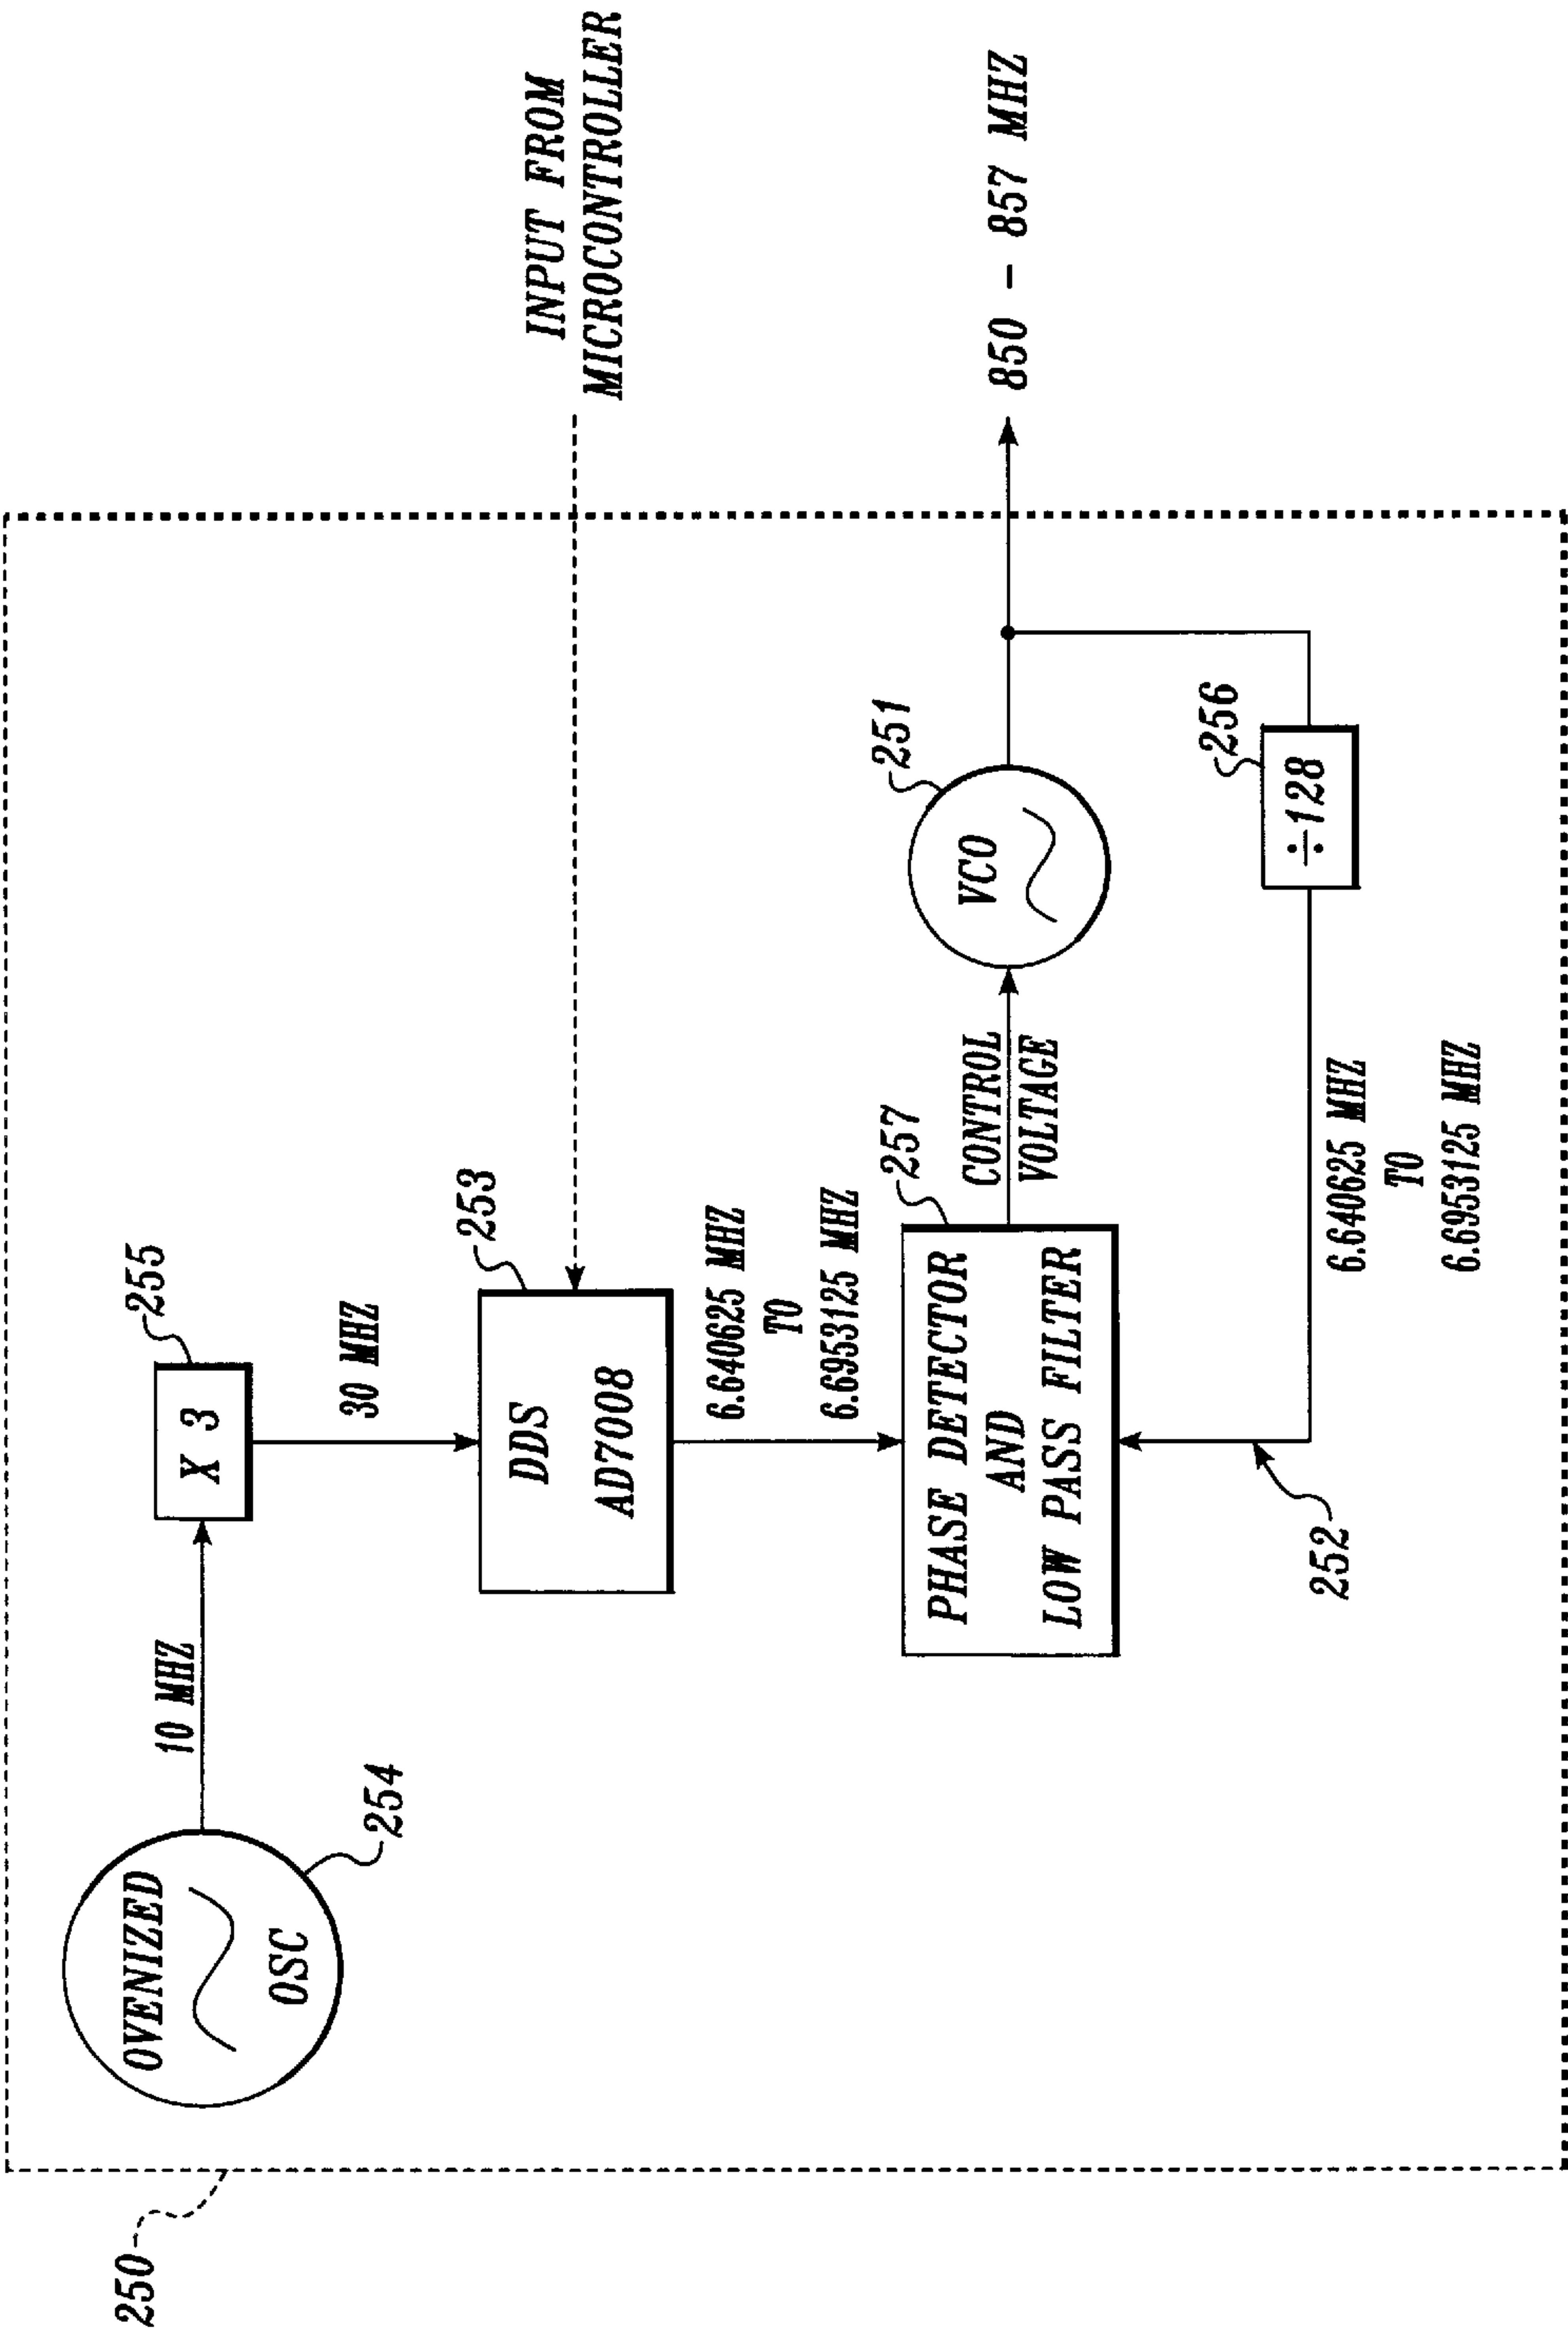 250
OVENIZED
OSC
254
10 MHZ
X 3
255
30 MHZ
DDS
AD7008
253
INPUT FROM
MICROCONTROLLER
6.640625 MHZ
TO
6.6953125 MHZ
PHASE DETECTOR
AND
LOW PASS FILTER
257
CONTROL
VOLTAGE
VCO
251
850 - 857 MHZ
÷128
256
252
6.640625 MHZ
TO
6.6953125 MHZ